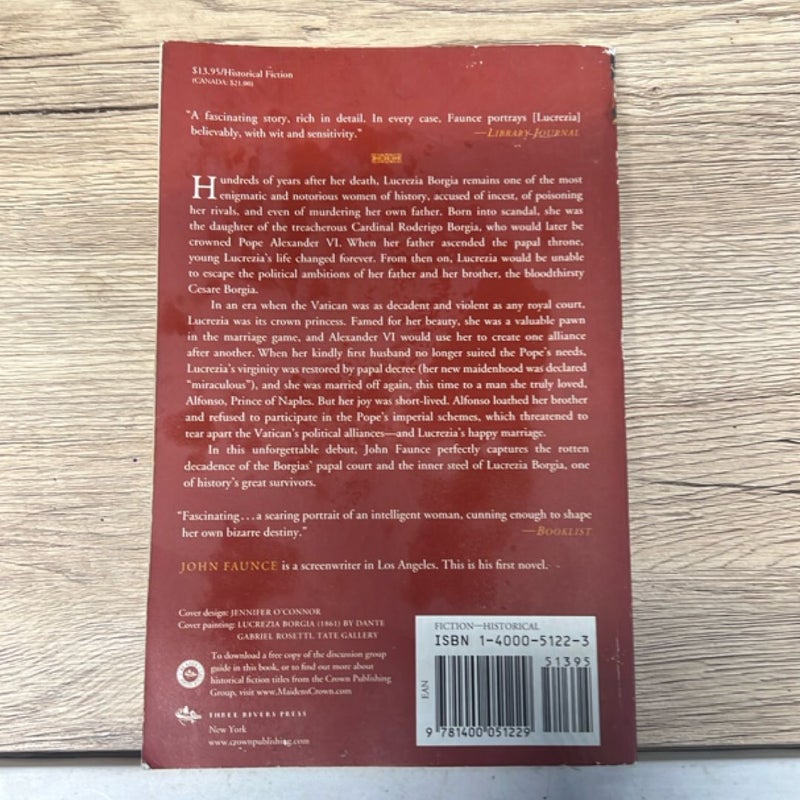 $13.95/Historical Fiction
(CANADA: $21.00)
"A fascinating story, rich in detail. In every case, Faunce portrays [Lucrezia]
believably, with wit and sensitivity." —LIBRARY JOURNAL
Hundreds of years after her death, Lucrezia Borgia remains one of the most
enigmatic and notorious women of history, accused of incest, of poisoning
her rivals, and even of murdering her own father. Born into scandal, she was
the daughter of the treacherous Cardinal Roderigo Borgia, who would later be
crowned Pope Alexander VI. When her father ascended the papal throne,
young Lucrezia's life changed forever. From then on, Lucrezia would be unable
to escape the political ambitions of her father and her brother, the bloodthirsty
Cesare Borgia.
In an era when the Vatican was as decadent and violent as any royal court,
Lucrezia was its crown princess. Famed for her beauty, she was a valuable pawn
in the marriage game, and Alexander VI would use her to create one alliance
after another. When her kindly first husband no longer suited the Pope's needs,
Lucrezia's virginity was restored by papal decree (her new maidenhood was declared
"miraculous"), and she was married off again, this time to a man she truly loved,
Alfonso, Prince of Naples. But her joy was short-lived. Alfonso loathed her brother
and refused to participate in the Pope's imperial schemes, which threatened to
tear apart the Vatican's political alliances—and Lucrezia's happy marriage.
In this unforgettable debut, John Faunce perfectly captures the rotten
decadence of the Borgias' papal court and the inner steel of Lucrezia Borgia, one
of history's great survivors.
"Fascinating...a searing portrait of an intelligent woman, cunning enough to shape
her own bizarre destiny." —BOOKLIST
JOHN FAUNCE is a screenwriter in Los Angeles. This is his first novel.
Cover design: JENNIFER O'CONNOR
Cover painting: LUCREZIA BORGIA (1861) BY DANTE
GABRIEL ROSETTI, TATE GALLERY
To download a free copy of the discussion group
guide in this book, or to find out more about
historical fiction titles from the Crown Publishing
Group, visit www.MaidensCrown.com
THREE RIVERS PRESS
New York
www.crownpublishing.com
FICTION—HISTORICAL
ISBN 1-4000-5122-3
51395
EAN
9 781400 051229